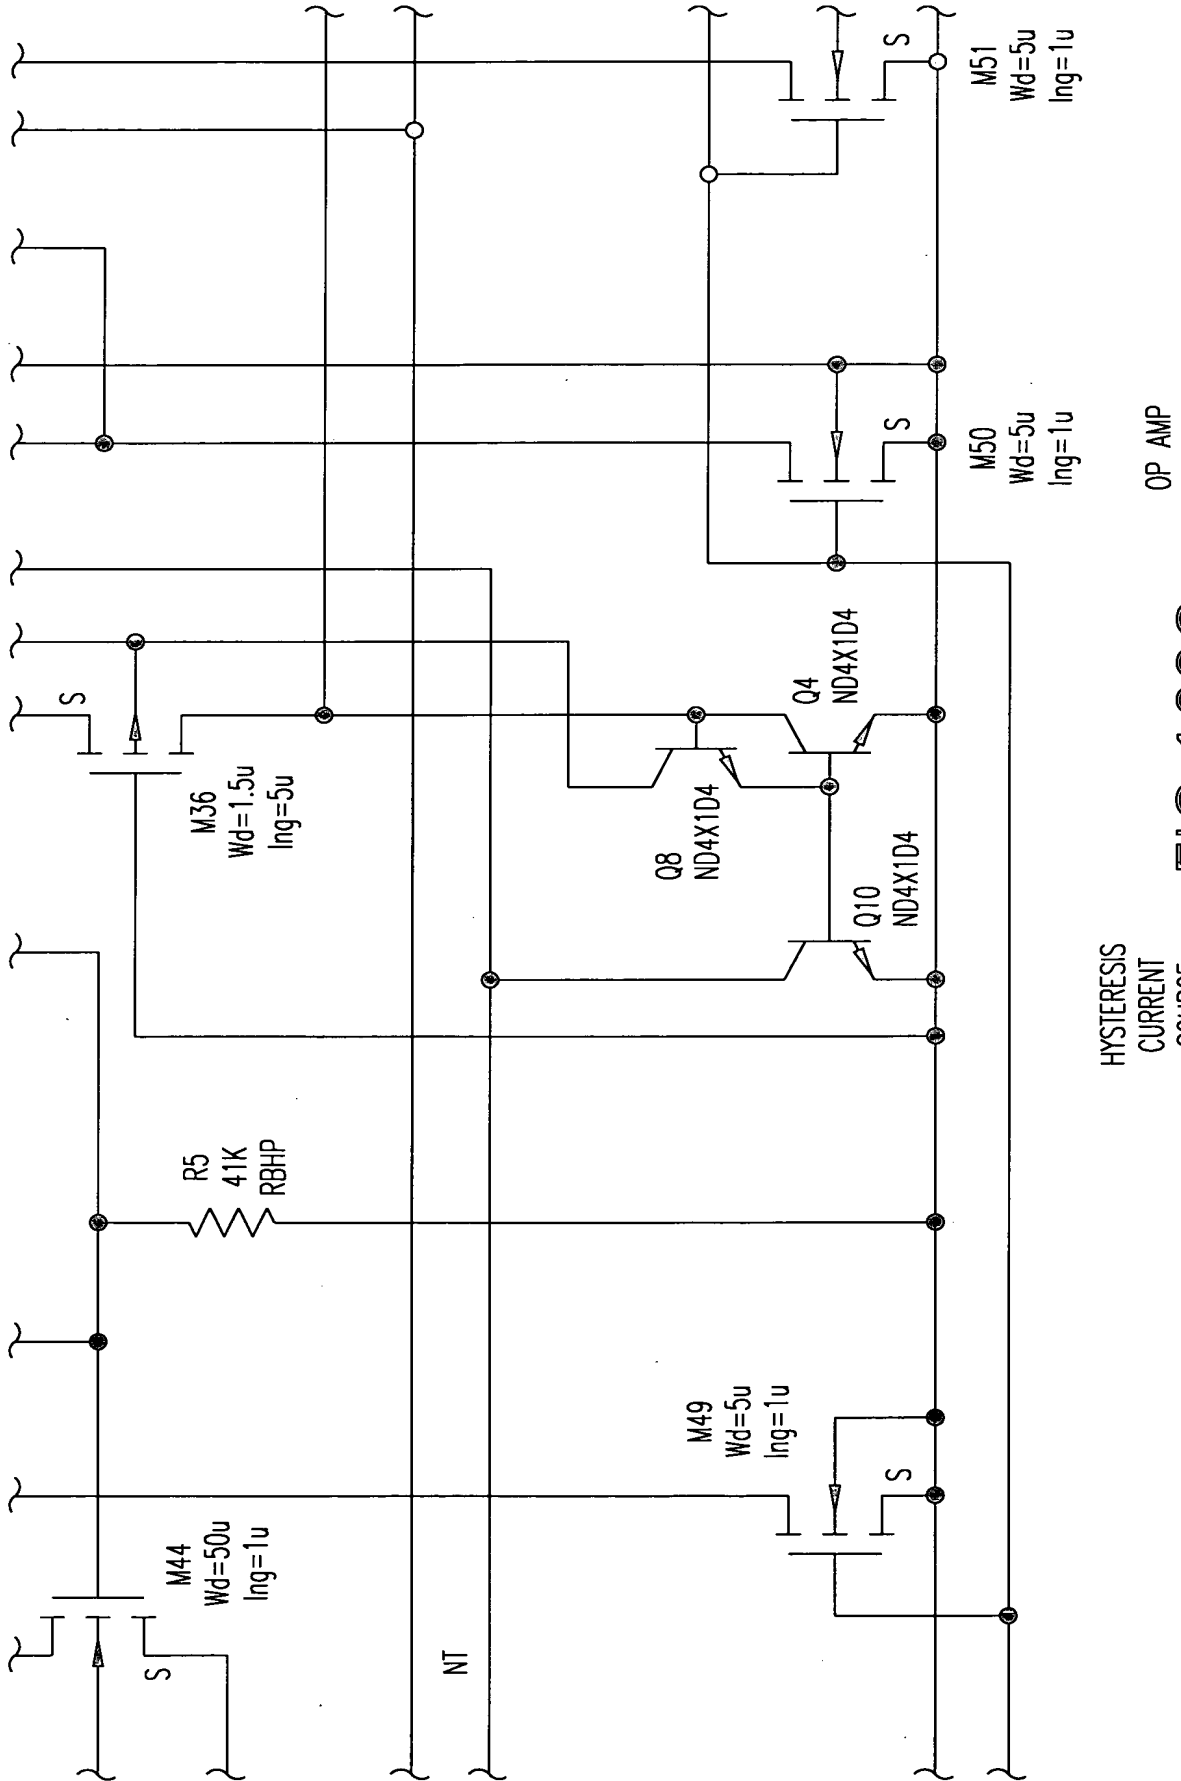 M44
Wd=50u
lng=1u
S
NT
M49
Wd=5u
lng=1u
S
R5
41K
RBHP
M36
Wd=1.5u
lng=5u
S
Q8
ND4X1D4
Q10
ND4X1D4
Q4
ND4X1D4
S
M50
Wd=5u
lng=1u
S
M51
Wd=5u
lng=1u
HYSTERESIS
CURRENT
OP AMP